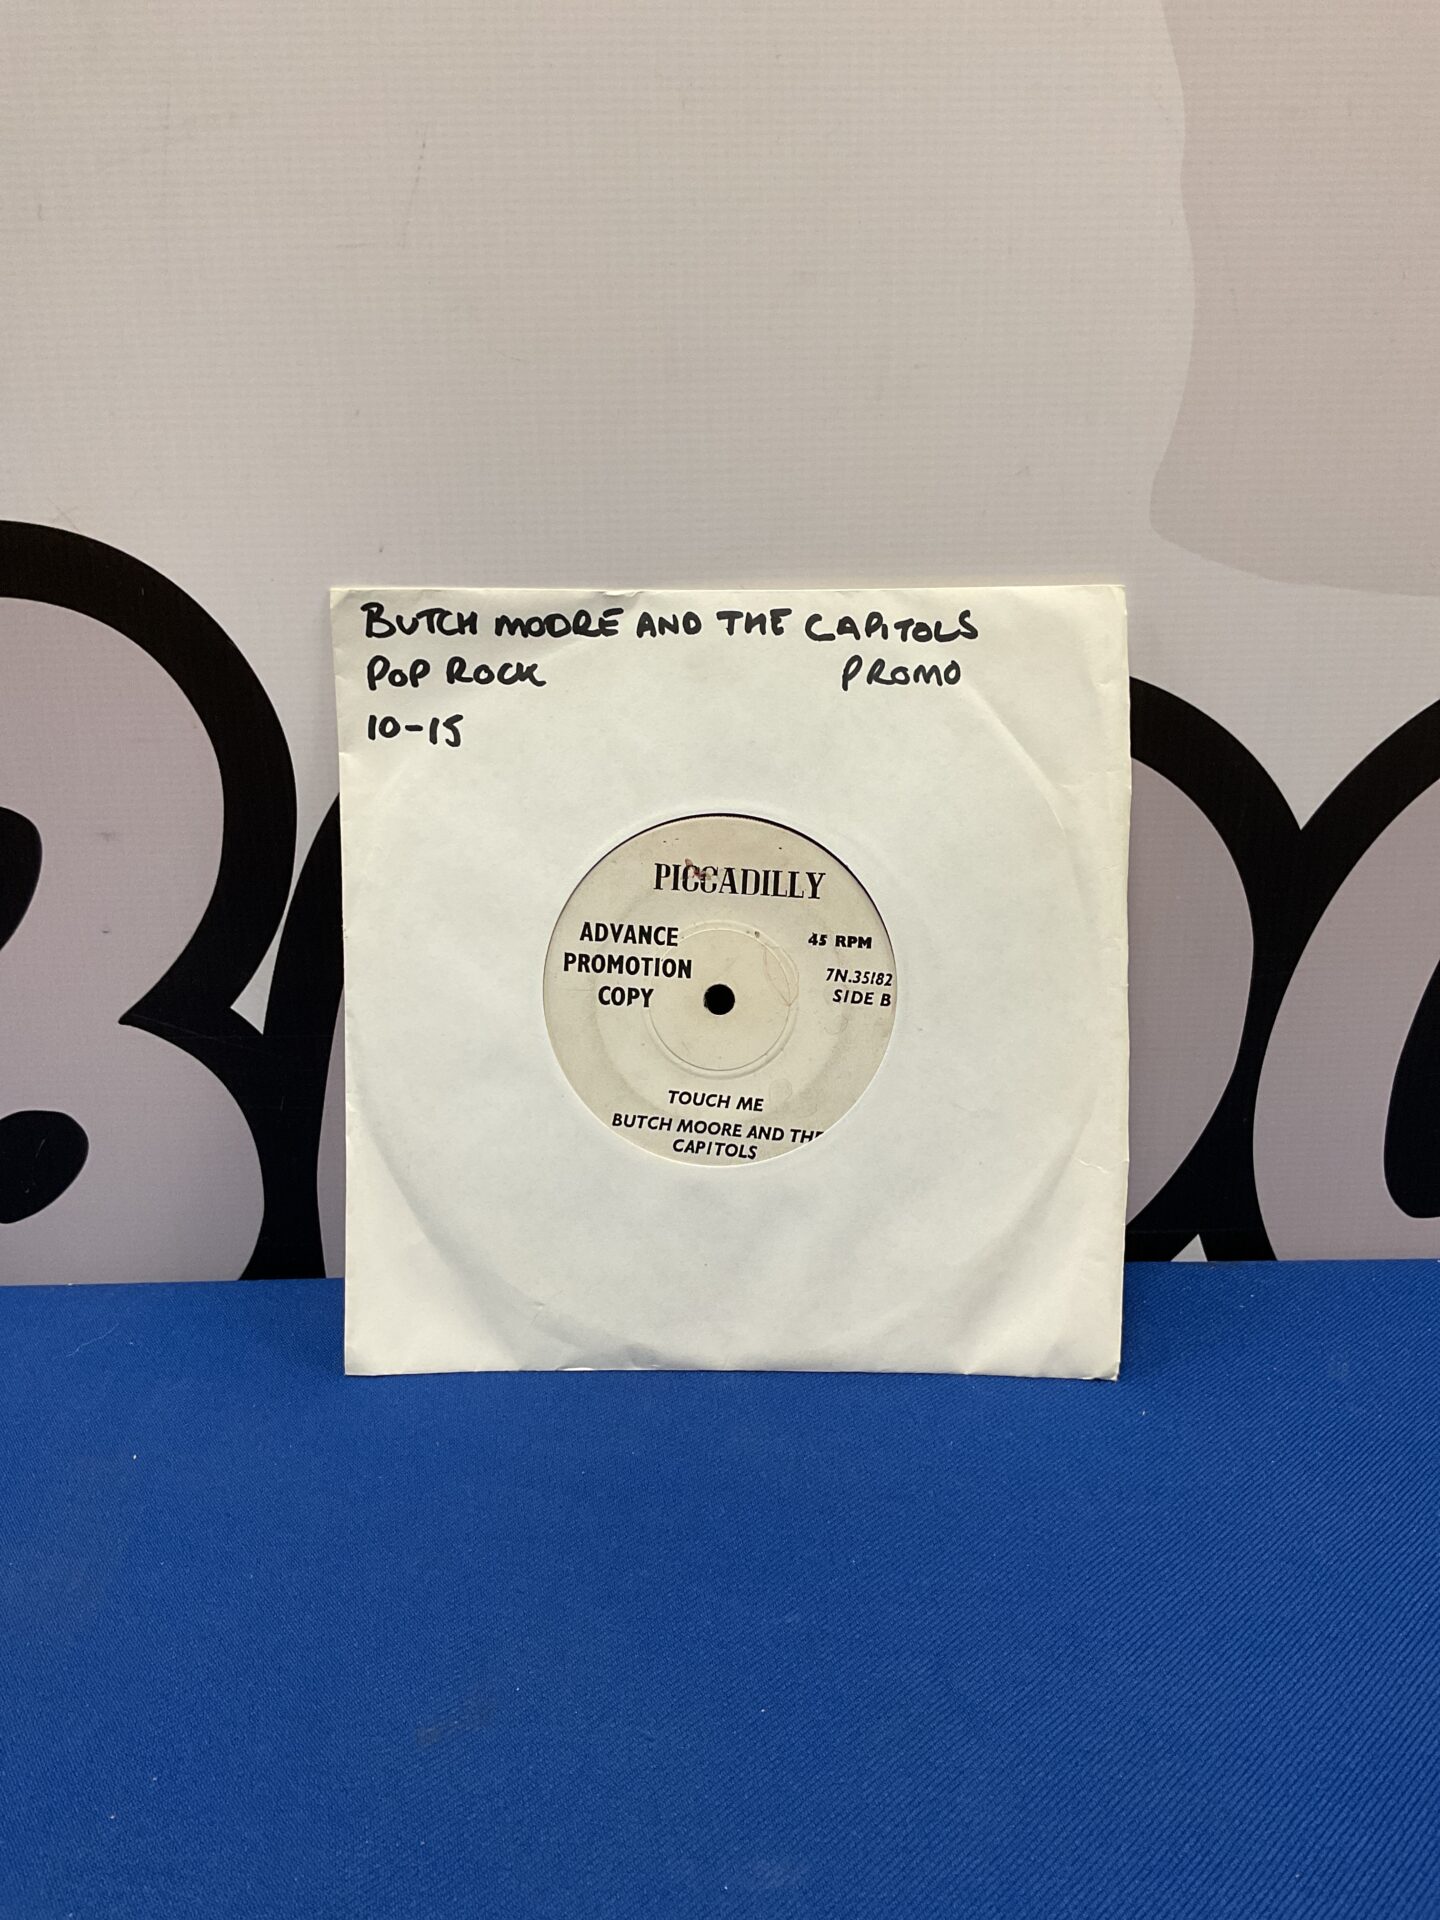 BUTCH MOORE AND THE CAPITOLS
POP ROCK PROMO
10-15
PICCADILLY
ADVANCE
PROMOTION
COPY
45 RPM
7N.35182
SIDE B
TOUCH ME
BUTCH MOORE AND THE
CAPITOLS